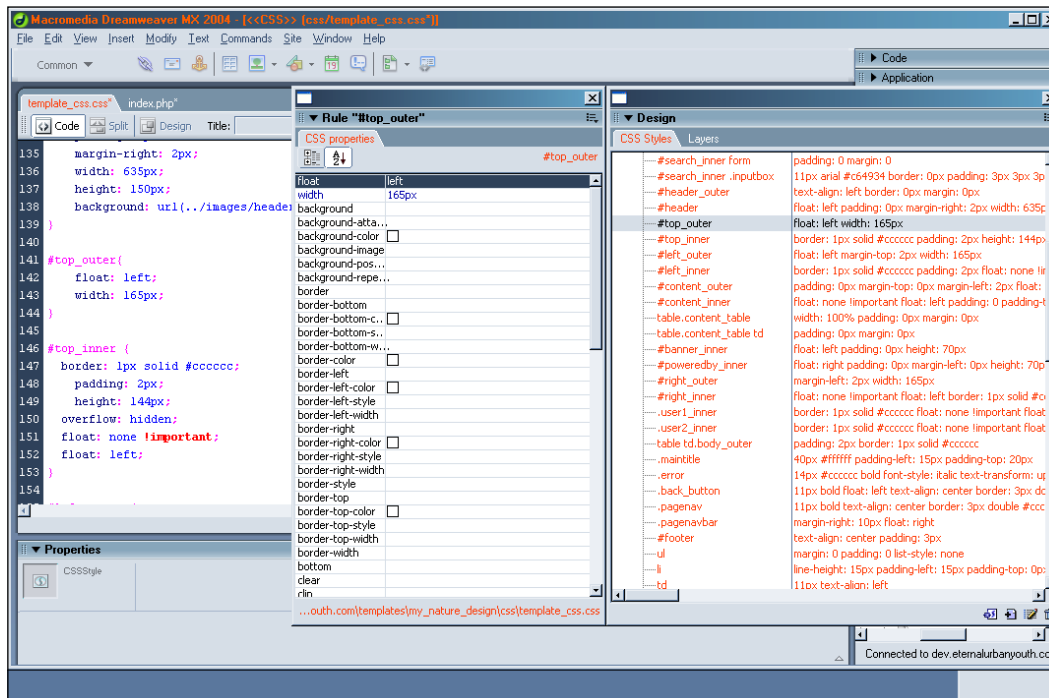 Macromedia Dreamweaver MX 2004 - [<<CSS>> (css/template_css.css*)]
File Edit View Insert Modify Text Commands Site Window Help
Common
Code
Application
template_css.css* index.php*
Code Split Design Title:
135 margin-right: 2px;
136 width: 635px;
137 height: 150px;
138 background: url(../images/header
139 }
140
141 #top_outer{
142 float: left;
143 width: 165px;
144 }
145
146 #top_inner {
147 border: 1px solid #cccccc;
148 padding: 2px;
149 height: 144px;
150 overflow: hidden;
151 float: none !important;
152 float: left;
153 }
154
Properties
CSSStyle
Rule "#top_outer"
CSS properties
#top_outer
float left
width 165px
background
background-atta...
background-color
background-image
background-pos...
background-repe...
border
border-bottom
border-bottom-c...
border-bottom-s...
border-bottom-w...
border-color
border-left
border-left-color
border-left-style
border-left-width
border-right
border-right-color
border-right-style
border-right-width
border-style
border-top
border-top-color
border-top-style
border-top-width
border-width
bottom
clear
clip
...outh.com\templates\my_nature_design\css\template_css.css
Design
CSS Styles Layers
#search_inner form padding: 0 margin: 0
#search_inner .inputbox 11px arial #c64934 border: 0px padding: 3px 3px 3p
#header_outer text-align: left border: 0px margin: 0px
#header float: left padding: 0px margin-right: 2px width: 635p
#top_outer float: left width: 165px
#top_inner border: 1px solid #cccccc padding: 2px height: 144px
#left_outer float: left margin-top: 2px width: 165px
#left_inner border: 1px solid #cccccc padding: 2px float: none !ir
#content_outer padding: 0px margin-top: 0px margin-left: 2px float:
#content_inner float: none !important float: left padding: 0 padding-t
table.content_table width: 100% padding: 0px margin: 0px
table.content_table td padding: 0px margin: 0px
#banner_inner float: left padding: 0px height: 70px
#poweredby_inner float: right padding: 0px margin-left: 0px height: 70p
#right_outer margin-left: 2px width: 165px
#right_inner float: none !important float: left border: 1px solid #c
.user1_inner border: 1px solid #cccccc float: none !important float
.user2_inner border: 1px solid #cccccc float: none !important float
table td.body_outer padding: 2px border: 1px solid #cccccc
.maintitle 40px #ffffff padding-left: 15px padding-top: 20px
.error 14px #cccccc bold font-style: italic text-transform: up
.back_button 11px bold float: left text-align: center border: 3px dc
.pagenav 11px bold text-align: center border: 3px double #ccc
.pagenavbar margin-right: 10px float: right
#footer text-align: center padding: 3px
ul margin: 0 padding: 0 list-style: none
li line-height: 15px padding-left: 15px padding-top: 0p:
td 11px text-align: left
Connected to dev.eternalurbanyouth.co